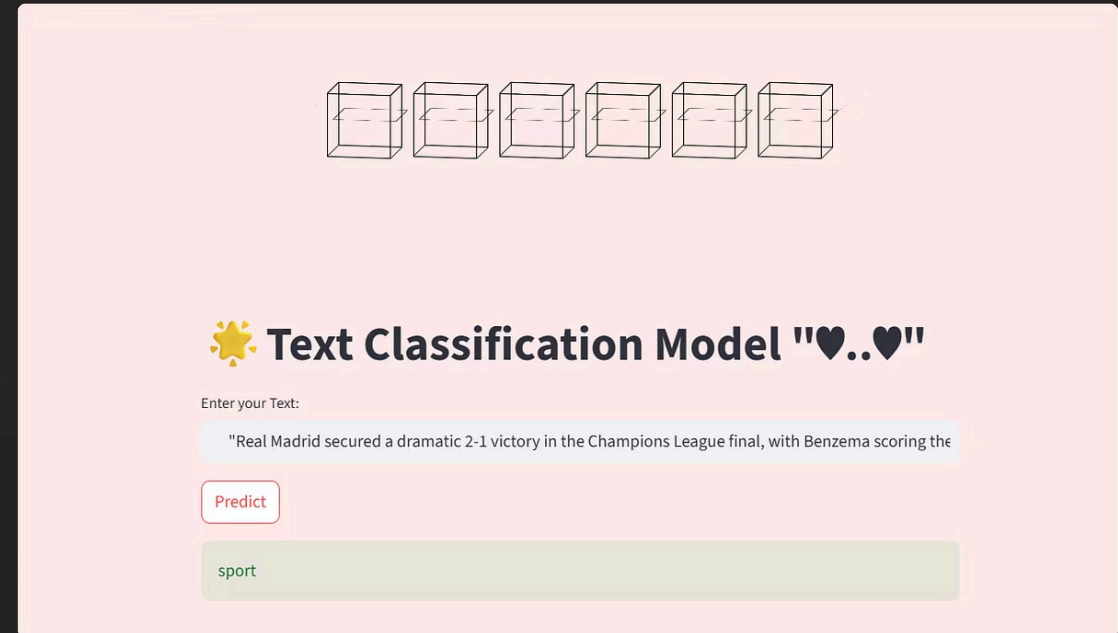 🌟 Text Classification Model "♥..♥"
Enter your Text:
"Real Madrid secured a dramatic 2-1 victory in the Champions League final, with Benzema scoring the
Predict
sport